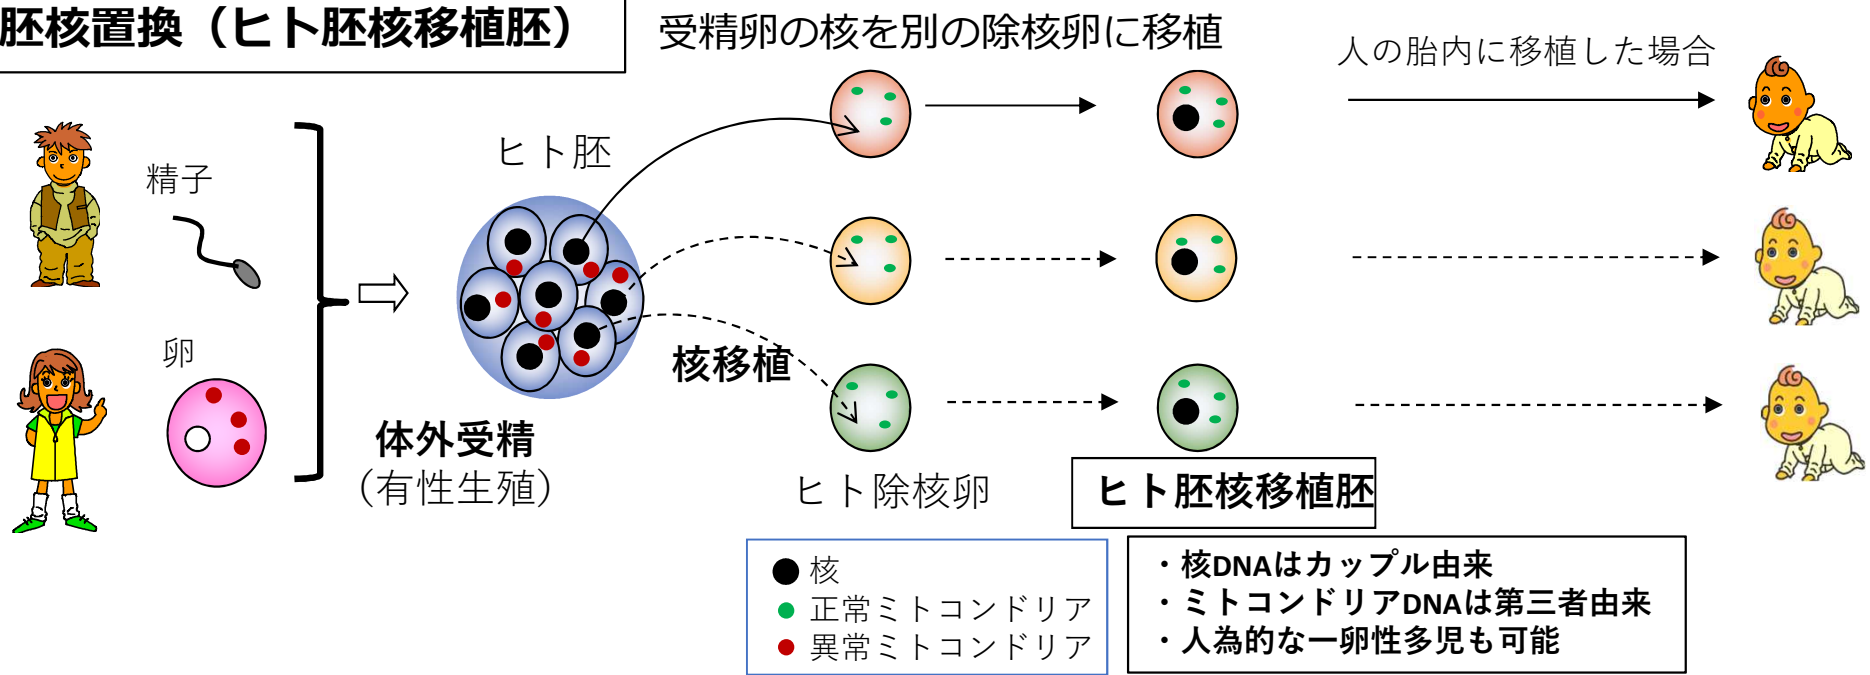 胚核置換（ヒト胚核移植胚）
受精卵の核を別の除核卵に移植
人の胎内に移植した場合
精子
ヒト胚
卵
核移植
体外受精
（有性生殖）
ヒト除核卵
ヒト胚核移植胚
核
正常ミトコンドリア
異常ミトコンドリア
・核DNAはカップル由来
・ミトコンドリアDNAは第三者由来
・人為的な一卵性多児も可能